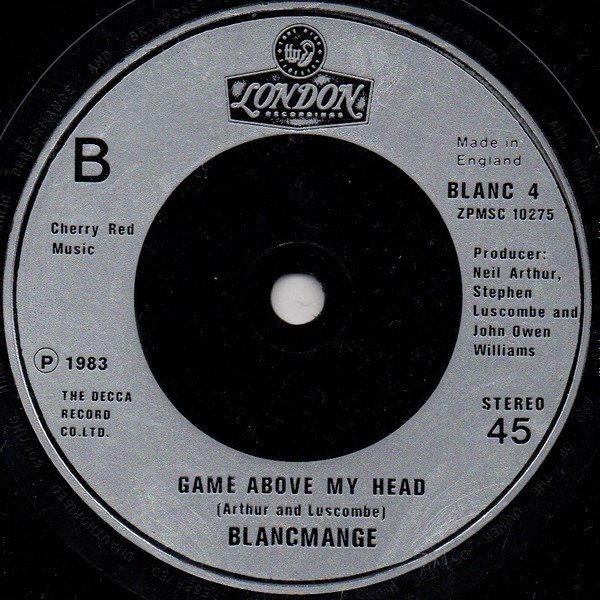 ffrr
LONDON
RECORDINGS
B
Made in
England
BLANC 4
ZPMSC 10275
Cherry Red
Music
Producer:
Neil Arthur,
Stephen
Luscombe and
John Owen
Williams
℗ 1983
THE DECCA
RECORD
CO.LTD.
STEREO
45
GAME ABOVE MY HEAD
(Arthur and Luscombe)
BLANCMANGE